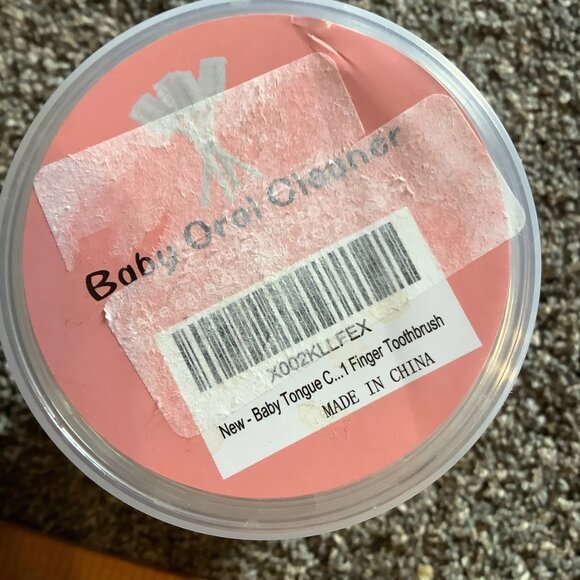 Baby Oral Cleaner
X002KLLFEX
New - Baby Tongue C...1 Finger Toothbrush
MADE IN CHINA